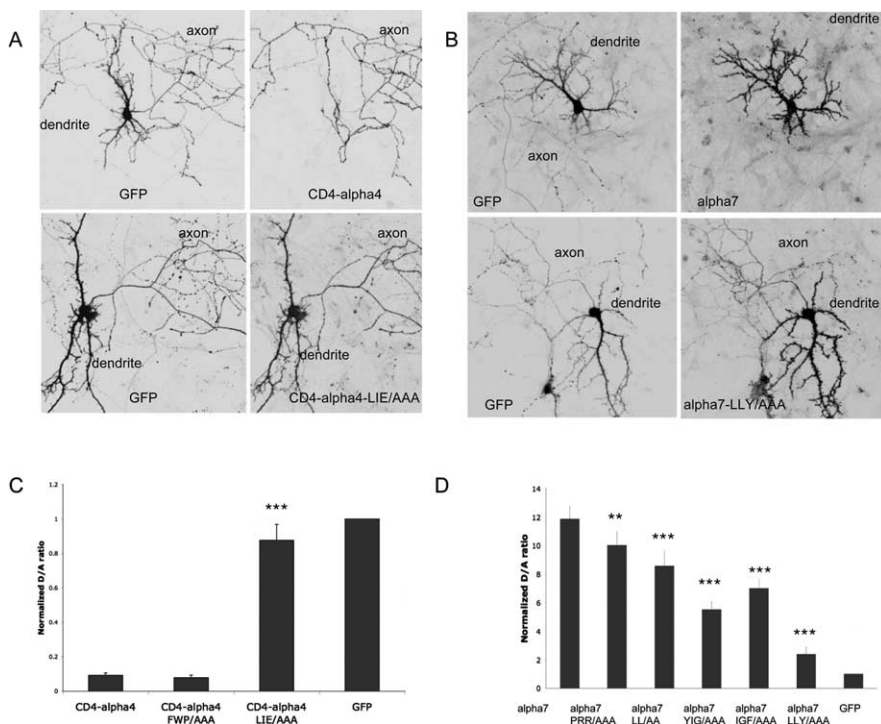 A
axon
axon
dendrite
GFP
CD4-alpha4
axon
axon
dendrite
dendrite
GFP
CD4-alpha4-LIE/AAA
B
dendrite
dendrite
axon
GFP
alpha7
axon
axon
dendrite
dendrite
GFP
alpha7-LLY/AAA
C
Normalized D/A ratio
1.2
1
0.8
0.6
0.4
0.2
0
***
CD4-alpha4
CD4-alpha4
FWP/AAA
CD4-alpha4
LIE/AAA
GFP
D
Normalized D/A ratio
14
12
10
8
6
4
2
0
**
***
***
***
***
alpha7
alpha7
PRR/AAA
alpha7
LL/AA
alpha7
YIG/AAA
alpha7
IGF/AAA
alpha7
LLY/AAA
GFP